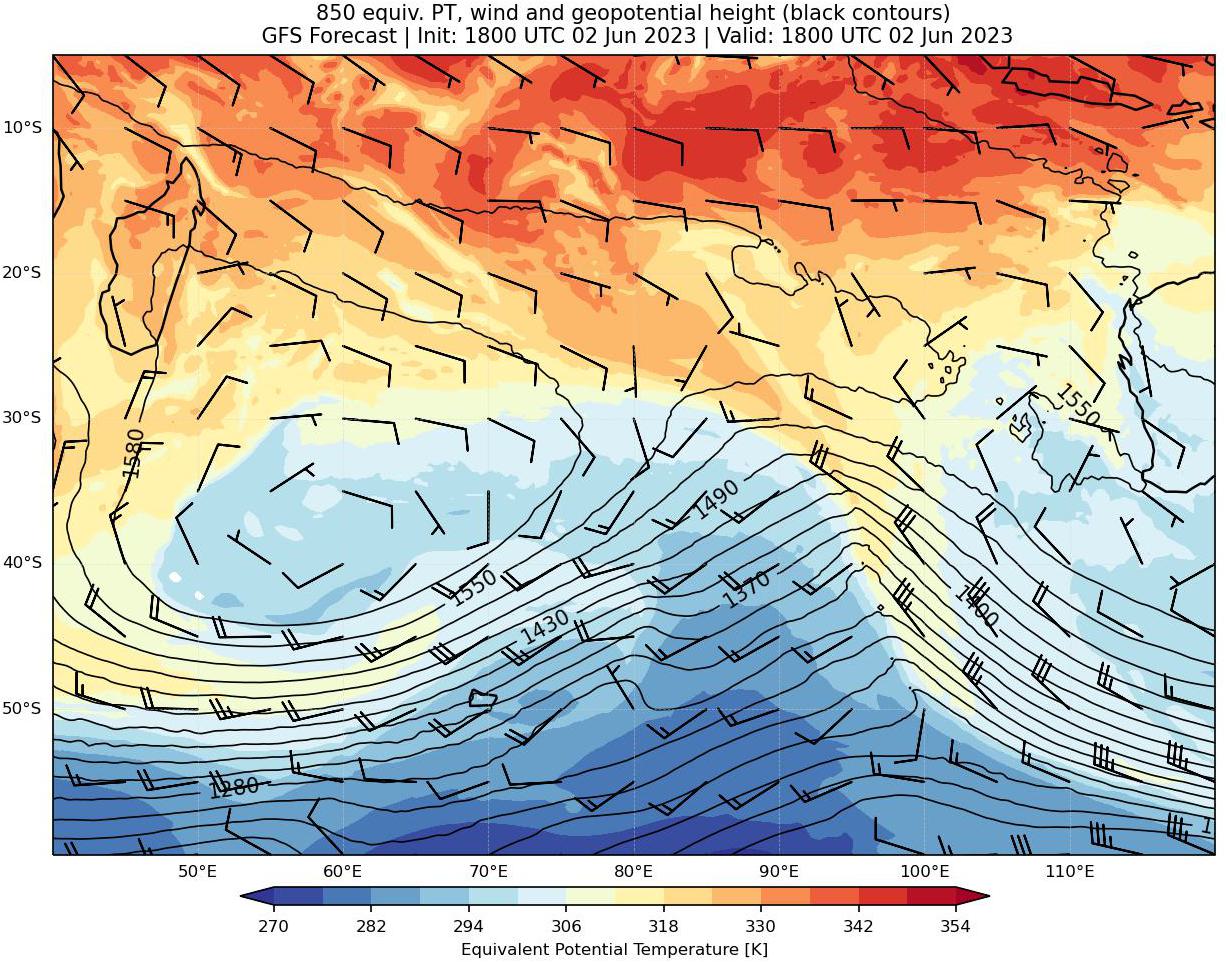 850 equiv. PT, wind and geopotential height (black contours)
GFS Forecast | Init: 1800 UTC 02 Jun 2023 | Valid: 1800 UTC 02 Jun 2023
10°S
20°S
30°S
1550
1580
1490
40°S
1550
1370
1400
1430
50°S
1280
1
50°E 60°E 70°E 80°E 90°E 100°E 110°E
270 282 294 306 318 330 342 354
Equivalent Potential Temperature [K]